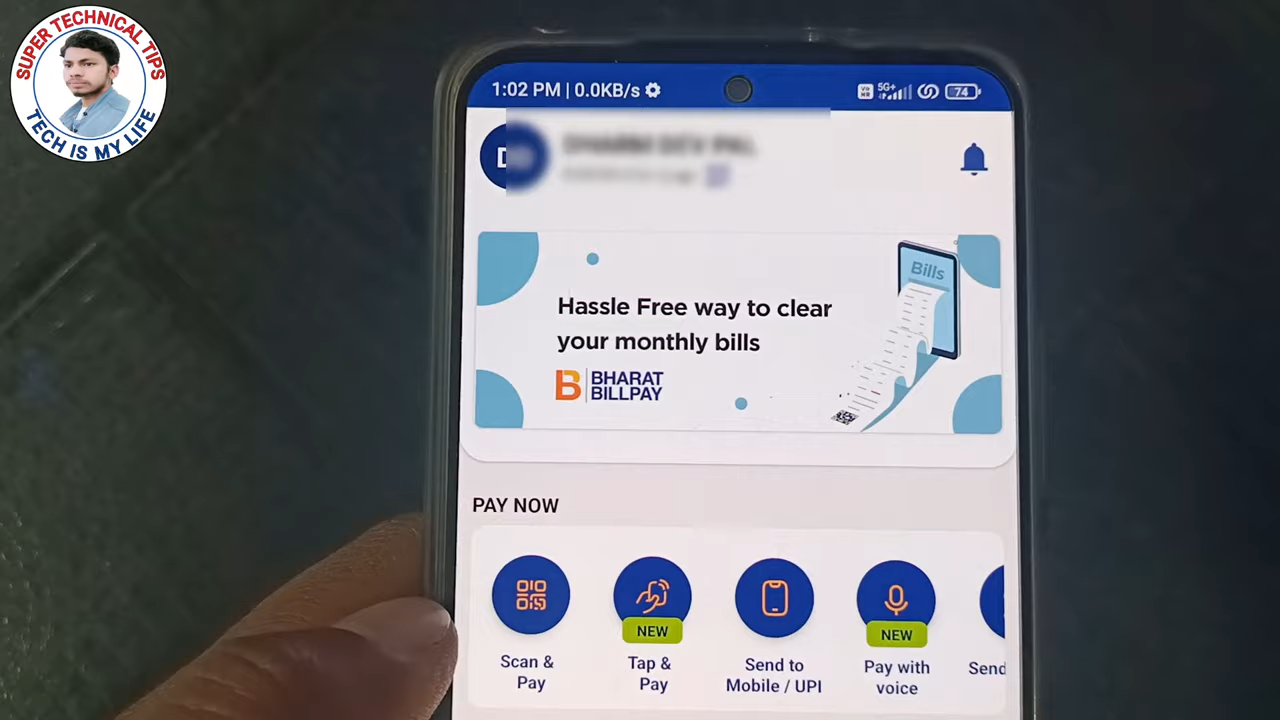 SUPER TECHNICAL TIPS
TECH IS MY LIFE
1:02 PM | 0.0KB/s
5G+
74
Bills
Hassle Free way to clear
your monthly bills
B BHARAT
BILLPAY
PAY NOW
Scan &
Pay
NEW
Tap &
Pay
Send to
Mobile / UPI
NEW
Pay with
voice
Send